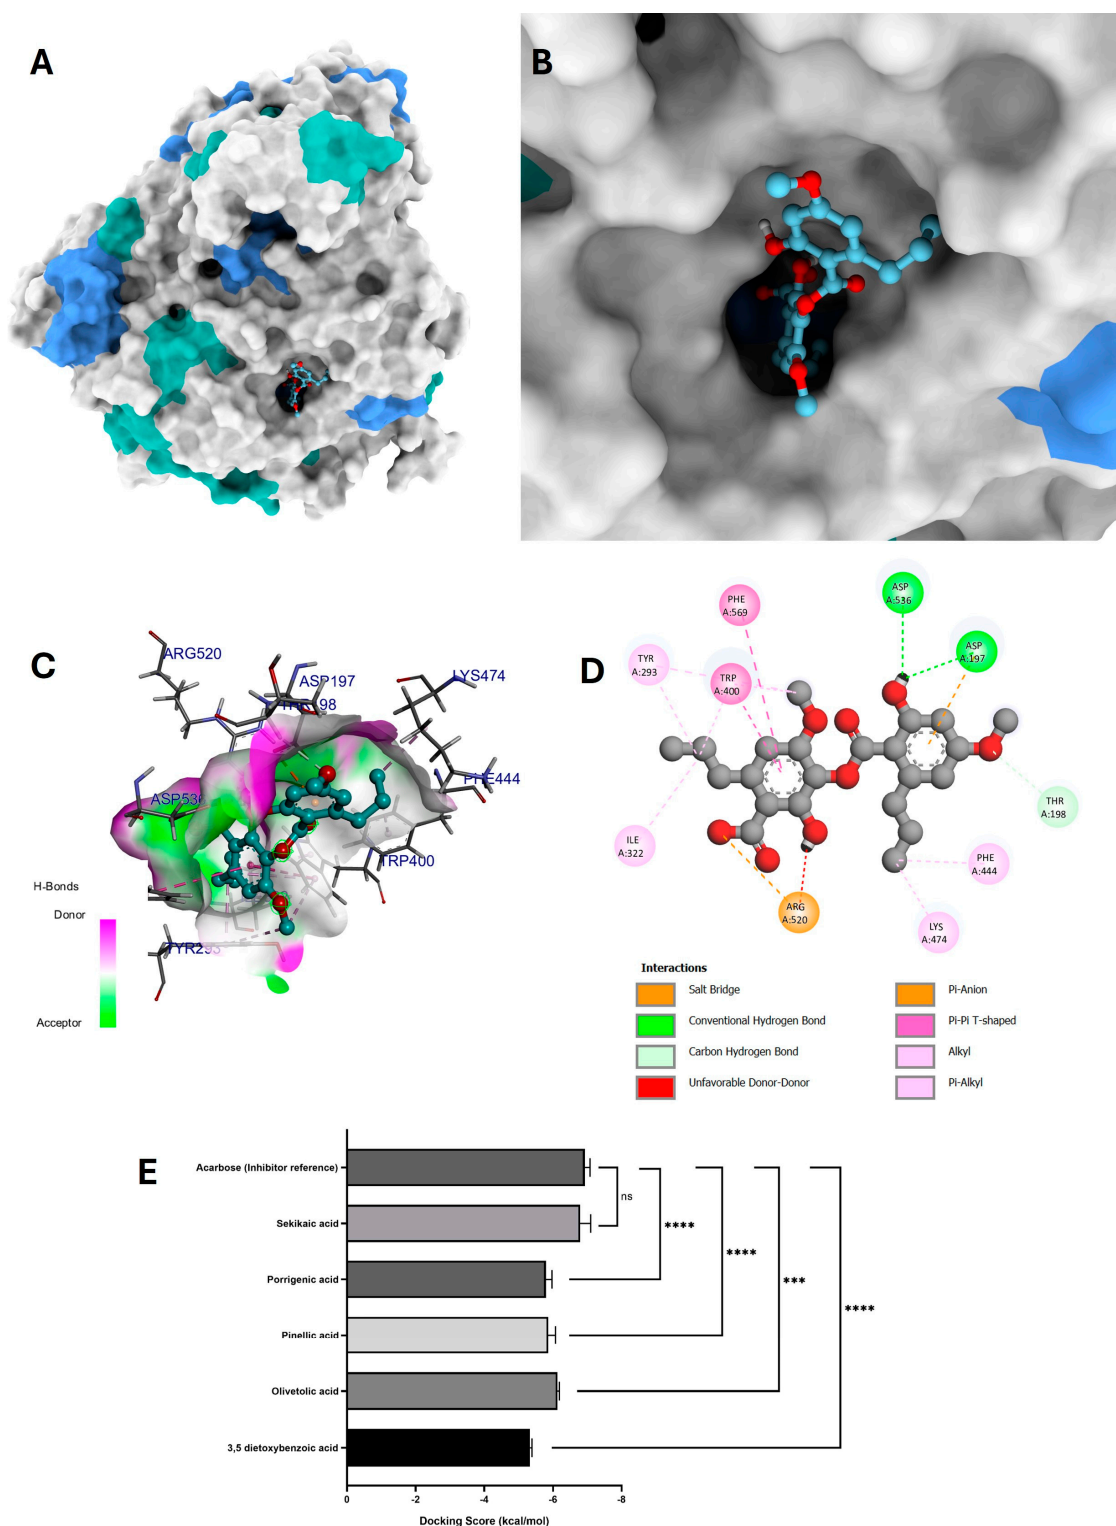 A
B
C
ARG520
ASP197
LYS474
PHE444
TRP400
H-Bonds
Donor
Acceptor
D
ASP
A:536
PHE
A:569
ASP
A:197
TYR
A:293
TRP
A:400
THR
A:198
ILE
A:322
PHE
A:444
ARG
A:520
LYS
A:474
Interactions
Salt Bridge
Pi-Anion
Conventional Hydrogen Bond
Pi-Pi T-shaped
Carbon Hydrogen Bond
Alkyl
Unfavorable Donor-Donor
Pi-Alkyl
E
Acarbose (Inhibitor reference)
Sekikaic acid
Porrigenic acid
Pinellic acid
Olivetolic acid
3,5 dietoxybenzoic acid
ns
****
****
***
****
0 -2 -4 -6 -8
Docking Score (kcal/mol)